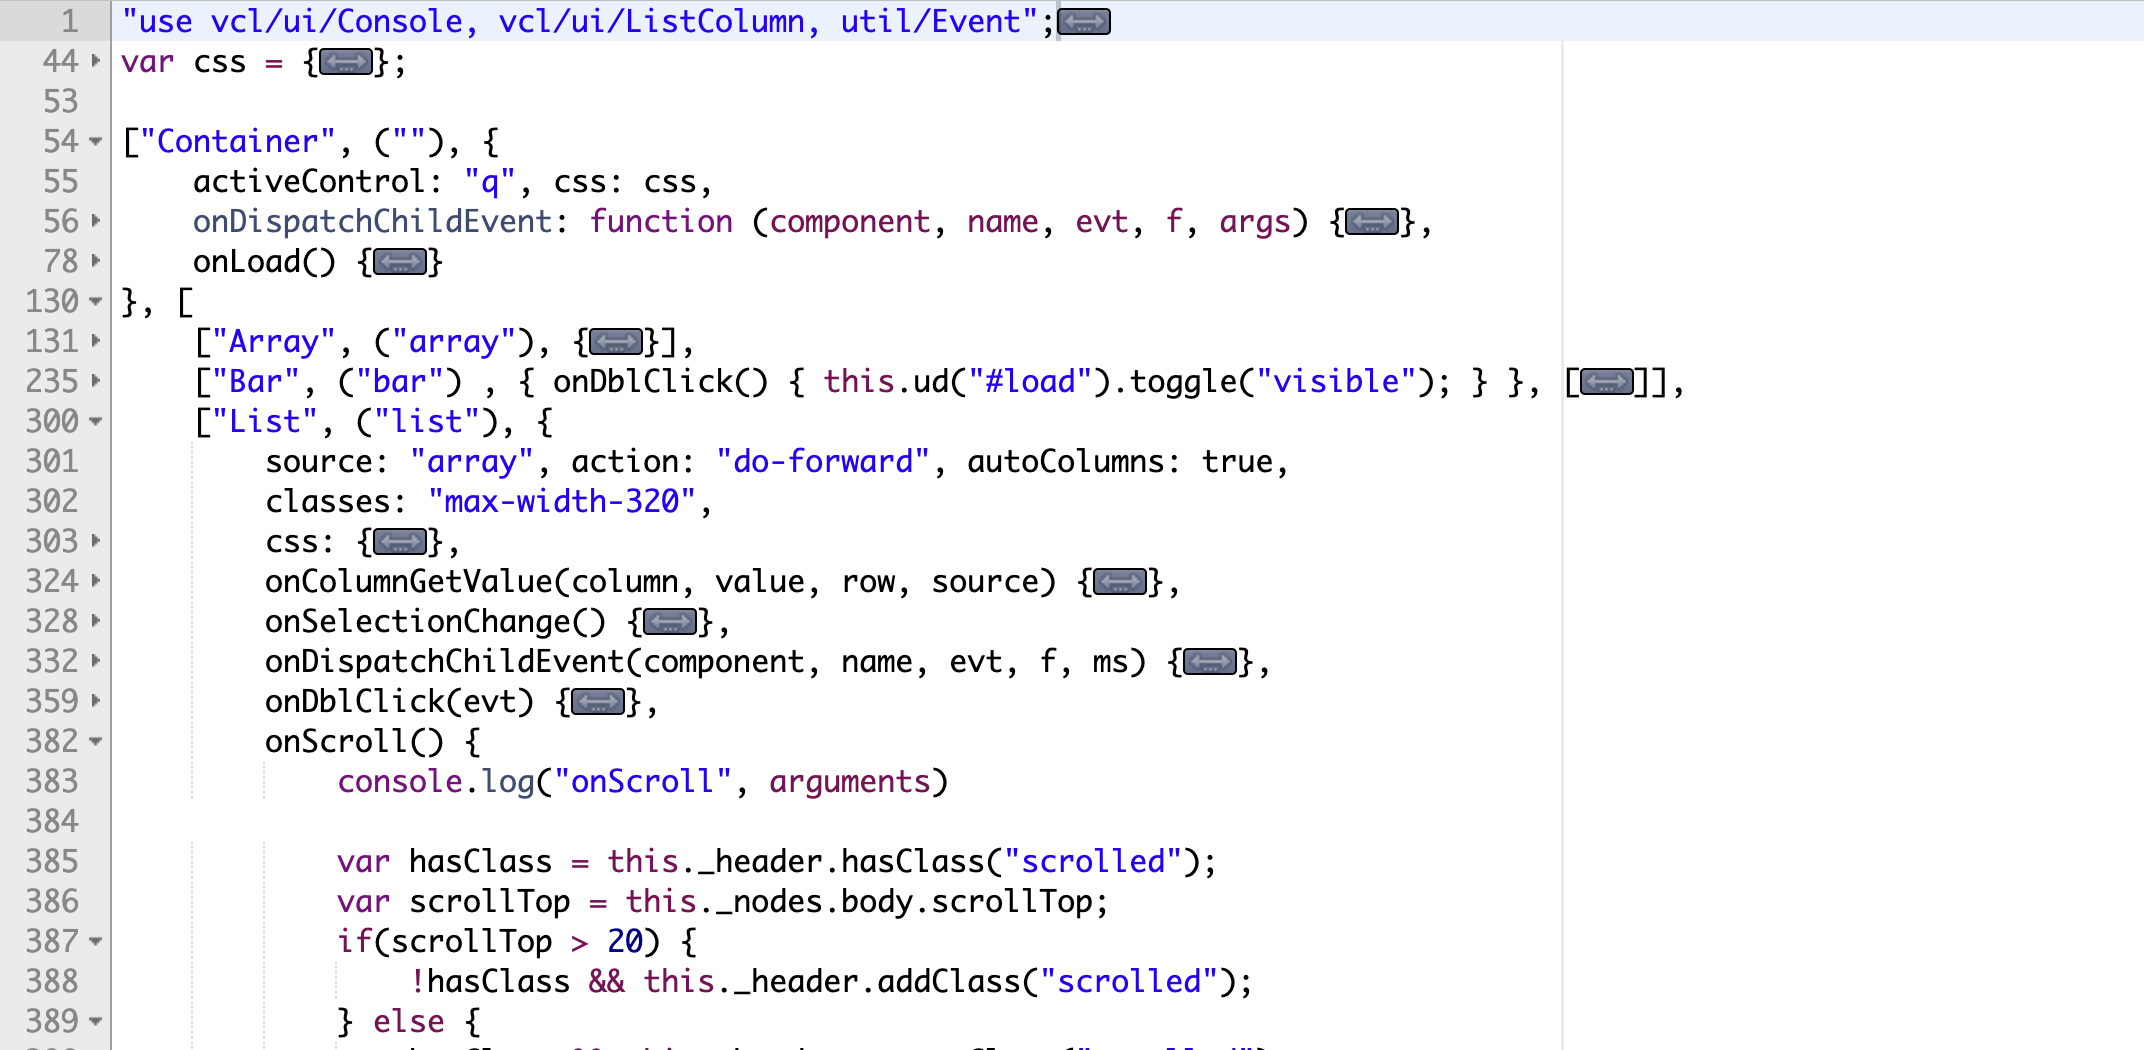 1 "use vcl/ui/Console, vcl/ui/ListColumn, util/Event";
44 var css = {};
53
54 ["Container", (""), {
55 activeControl: "q", css: css,
56 onDispatchChildEvent: function (component, name, evt, f, args) {},
78 onLoad() {}
130 }, [
131 ["Array", ("array"), {}],
235 ["Bar", ("bar") , { onDblClick() { this.ud("#load").toggle("visible"); } }, []],
300 ["List", ("list"), {
301 source: "array", action: "do-forward", autoColumns: true,
302 classes: "max-width-320",
303 css: {},
324 onColumnGetValue(column, value, row, source) {},
328 onSelectionChange() {},
332 onDispatchChildEvent(component, name, evt, f, ms) {},
359 onDblClick(evt) {},
382 onScroll() {
383 console.log("onScroll", arguments)
384
385 var hasClass = this._header.hasClass("scrolled");
386 var scrollTop = this._nodes.body.scrollTop;
387 if(scrollTop > 20) {
388 !hasClass && this._header.addClass("scrolled");
389 } else {